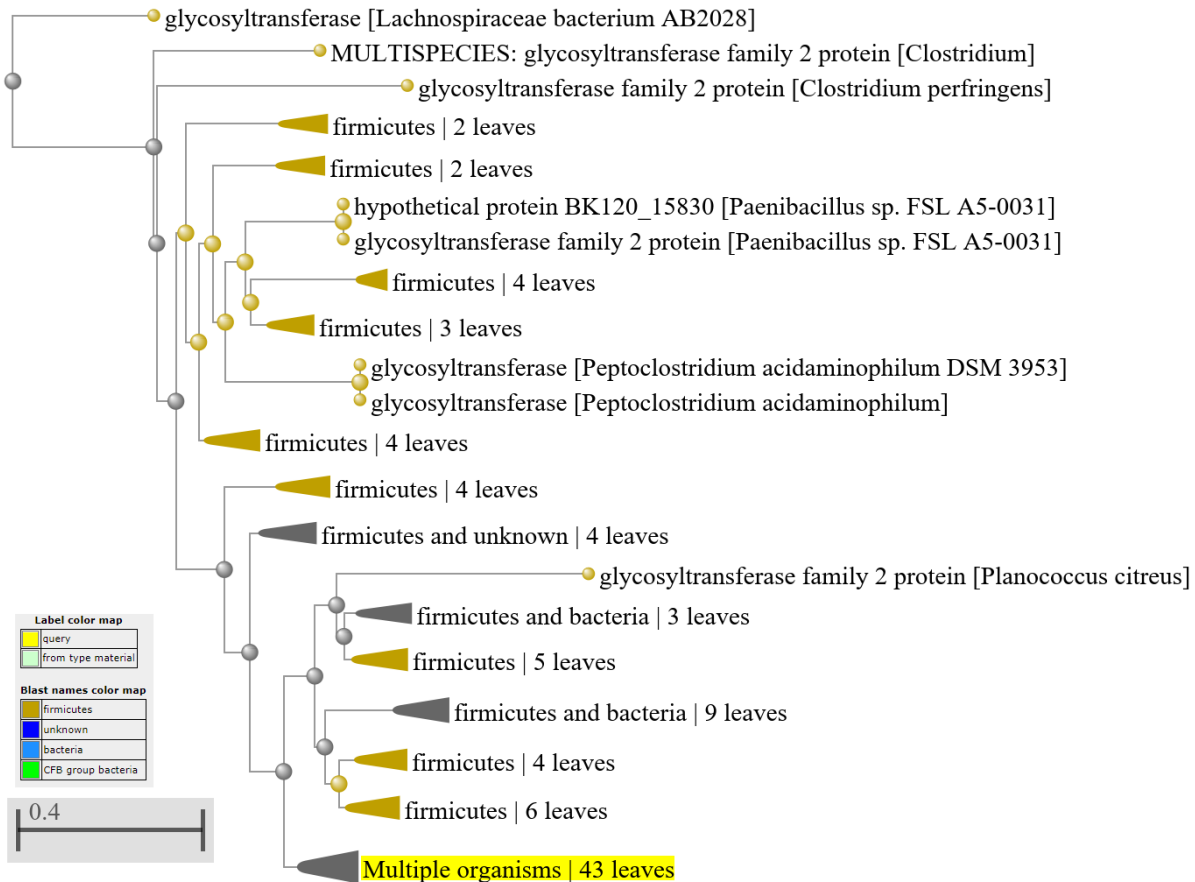 glycosyltransferase [Lachnospiraceae bacterium AB2028]
MULTISPECIES: glycosyltransferase family 2 protein [Clostridium]
glycosyltransferase family 2 protein [Clostridium perfringens]
firmicutes | 2 leaves
firmicutes | 2 leaves
hypothetical protein BK120_15830 [Paenibacillus sp. FSL A5-0031]
glycosyltransferase family 2 protein [Paenibacillus sp. FSL A5-0031]
firmicutes | 4 leaves
firmicutes | 3 leaves
glycosyltransferase [Peptoclostridium acidaminophilum DSM 3953]
glycosyltransferase [Peptoclostridium acidaminophilum]
firmicutes | 4 leaves
firmicutes | 4 leaves
firmicutes and unknown | 4 leaves
glycosyltransferase family 2 protein [Planococcus citreus]
firmicutes and bacteria | 3 leaves
firmicutes | 5 leaves
firmicutes and bacteria | 9 leaves
firmicutes | 4 leaves
firmicutes | 6 leaves
Multiple organisms | 43 leaves
Label color map
query
from type material
Blast names color map
firmicutes
unknown
bacteria
CFB group bacteria
0.4